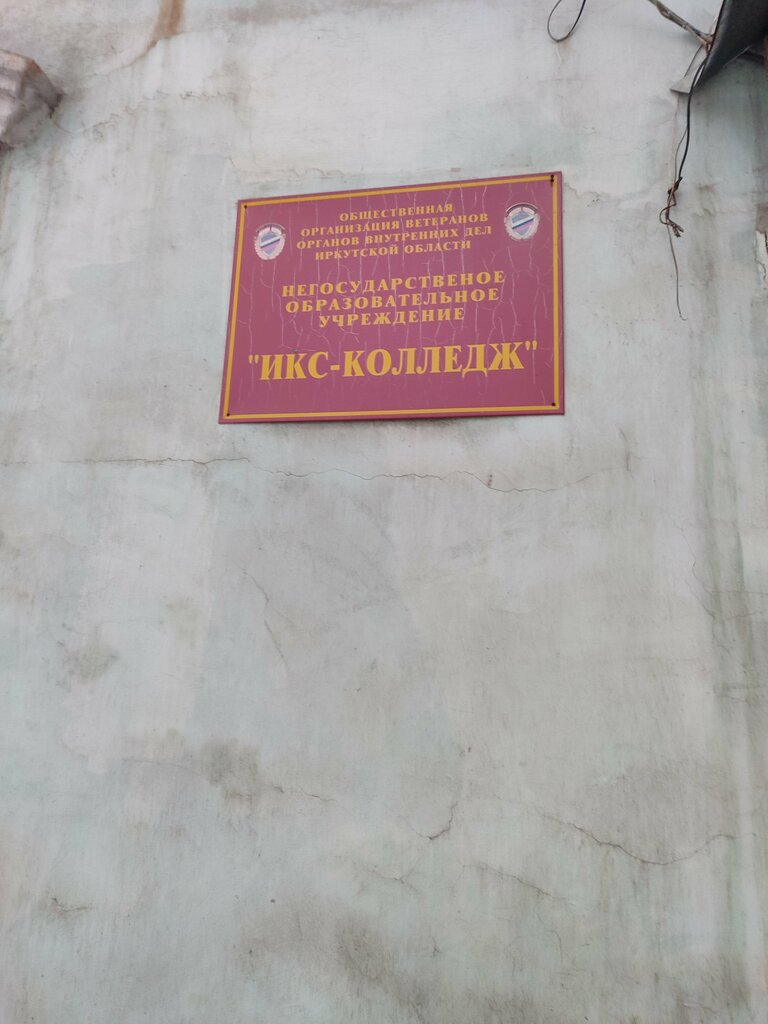 ОБЩЕСТВЕННАЯ
ОРГАНИЗАЦИЯ ВЕТЕРАНОВ
ОРГАНОВ ВНУТРЕННИХ ДЕЛ
ИРКУТСКОЙ ОБЛАСТИ
НЕГОСУДАРСТВЕНОЕ
ОБРАЗОВАТЕЛЬНОЕ
УЧРЕЖДЕНИЕ
"ИКС-КОЛЛЕДЖ"